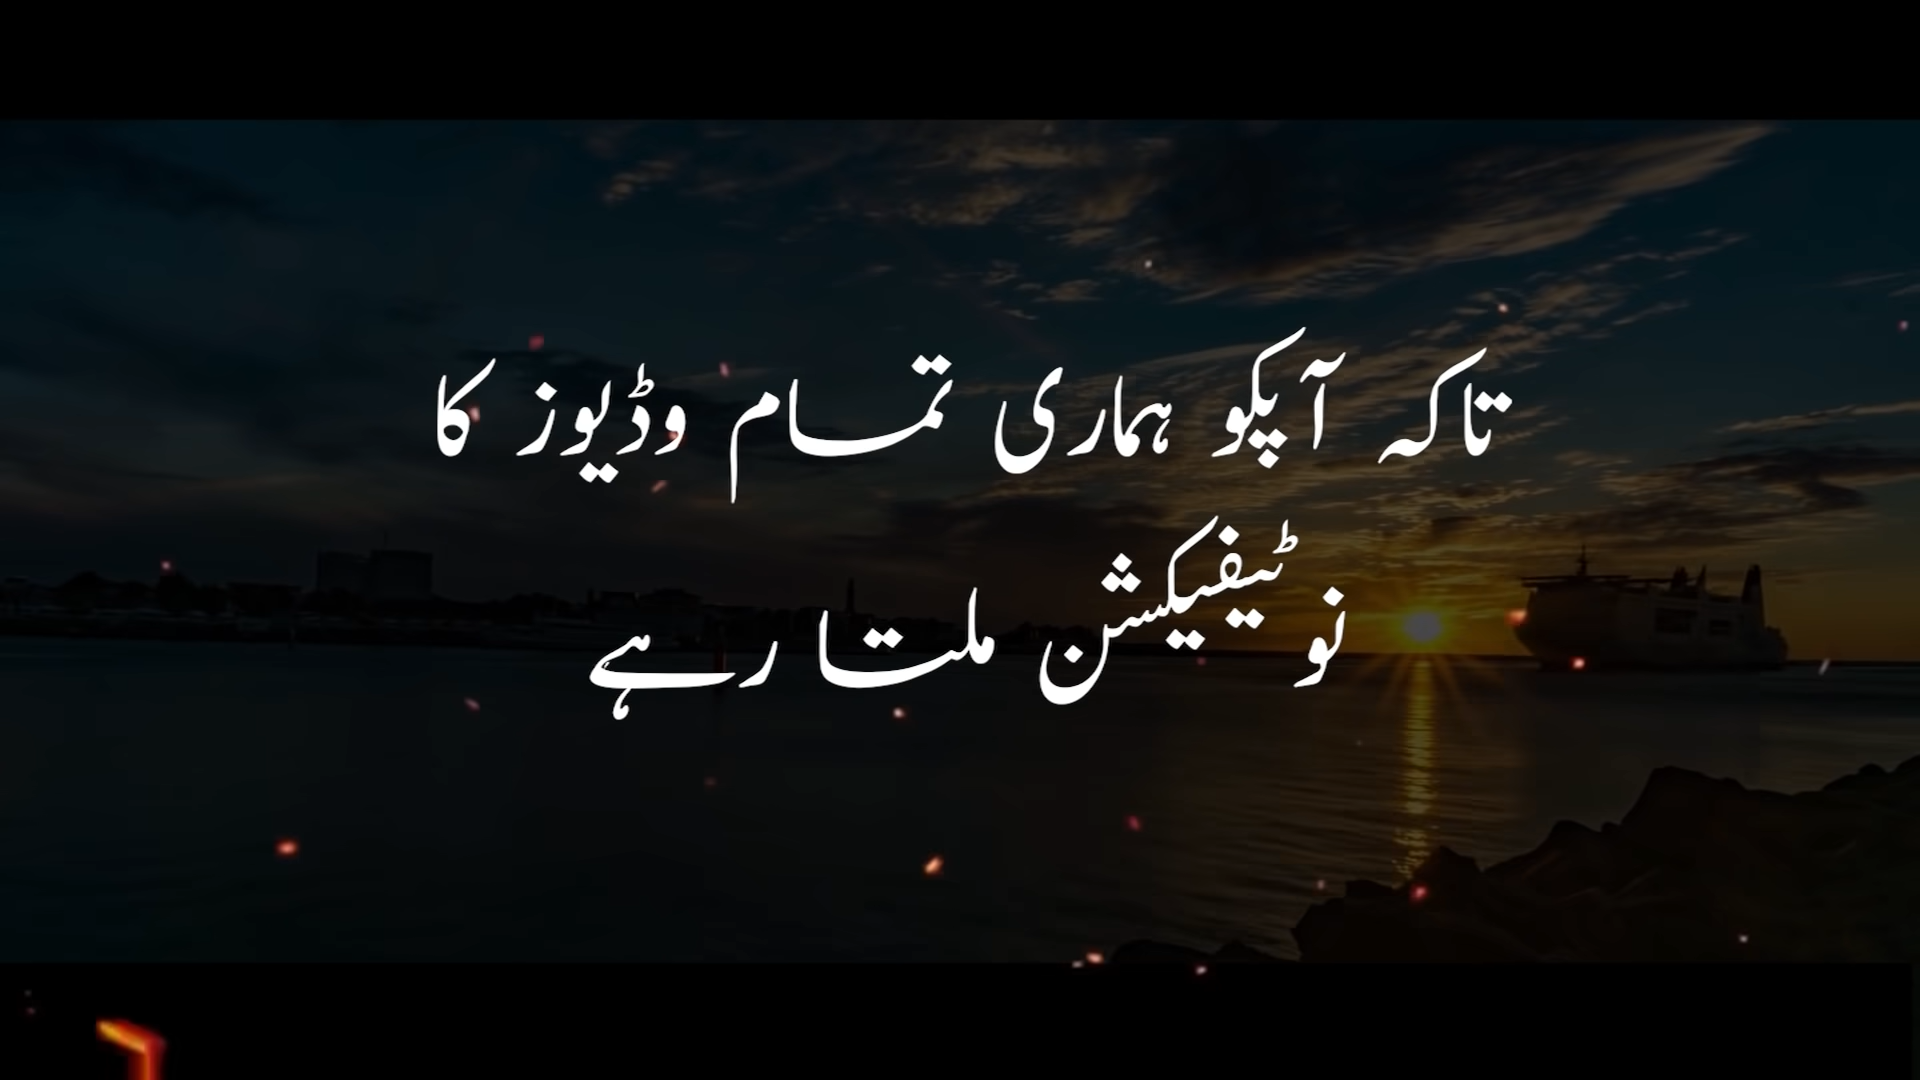 تاکہ آپکو ہماری تمام وڈیوز کا
نوٹیفیکشن ملتا رہے